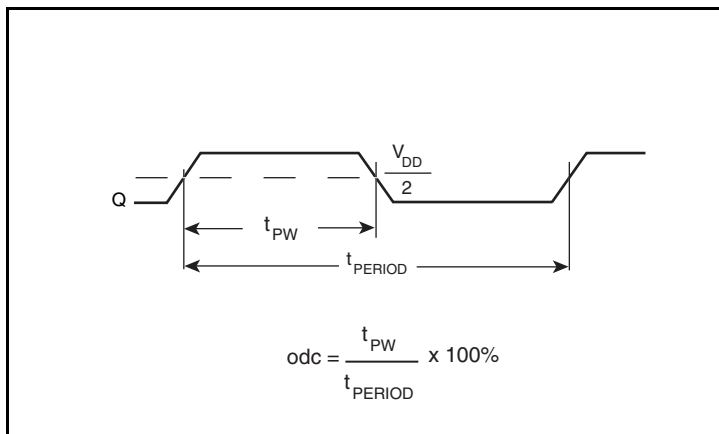 V_DD
2
Q
t_PW
t_PERIOD
odc = t_PW / t_PERIOD x 100%